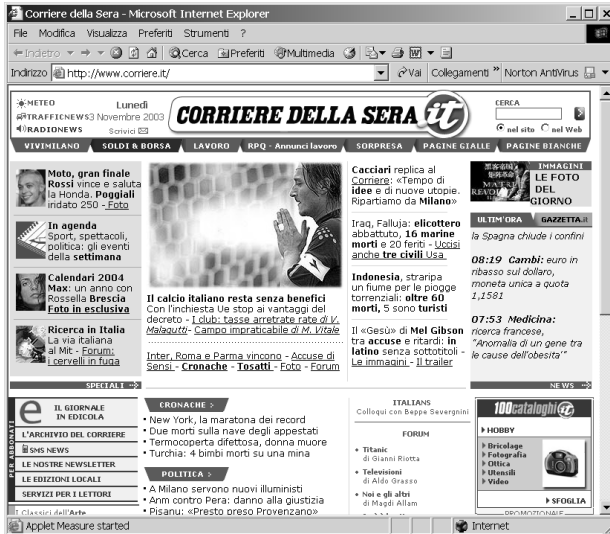 Corriere della Sera - Microsoft Internet Explorer
File Modifica Visualizza Preferiti Strumenti ?
Indietro Cerca Preferiti Multimedia
Indirizzo http://www.corriere.it/ Vai Collegamenti » Norton AntiVirus
METEO
TRAFFICNEWS
RADIONEWS
Lunedì
3 Novembre 2003
Scrivici
CORRIERE DELLA SERA it
CERCA
nel sito nel Web
VIVIMILANO SOLDI & BORSA LAVORO RPQ - Annunci lavoro SORPRESA PAGINE GIALLE PAGINE BIANCHE
Moto, gran finale
Rossi vince e saluta
la Honda. Poggiali
iridato 250 - Foto
In agenda
Sport, spettacoli,
politica: gli eventi
della settimana
Calendari 2004
Max: un anno con
Rossella Brescia
Foto in esclusiva
Ricerca in Italia
La via italiana
al Mit - Forum:
i cervelli in fuga
SPECIALI
Il calcio italiano resta senza benefici
Con l'inchiesta Ue stop ai vantaggi del
decreto - I club: tasse arretrate rate di V.
Malagutti- Campo impraticabile di M. Vitale
Inter, Roma e Parma vincono - Accuse di
Sensi - Cronache - Tosatti - Foto - Forum
Cacciari replica al
Corriere: «Tempo di
idee e di nuove utopie.
Ripartiamo da Milano»
Iraq, Falluja: elicottero
abbattuto, 16 marine
morti e 20 feriti - Uccisi
anche tre civili Usa
Indonesia, straripa
un fiume per le piogge
torrenziali: oltre 60
morti, 5 sono turisti
Il «Gesù» di Mel Gibson
tra accuse e ritardi: in
latino senza sottotitoli -
Le immagini - Il trailer
IMMAGINI
LE FOTO
DEL
GIORNO
ULTIM'ORA GAZZETTA.it
la Spagna chiude i confini
08:19 Cambi: euro in
ribasso sul dollaro,
moneta unica a quota
1,1581
07:53 Medicina:
ricerca francese,
"Anomalia di un gene tra
le cause dell'obesita'"
NEWS
PER ABBONATI
e IL GIORNALE
IN EDICOLA
L'ARCHIVIO DEL CORRIERE
SMS NEWS
LE NOSTRE NEWSLETTER
LE EDIZIONI LOCALI
SERVIZI PER I LETTORI
I Classici dell'Arte
CRONACHE >
New York, la maratona dei record
Due morti sulla nave degli appestati
Termocoperta difettosa, donna muore
Turchia: 4 bimbi morti su una mina
POLITICA >
A Milano servono nuovi illuministi
Anm contro Pera: danno alla giustizia
Pisanu: «Presto preso Provenzano»
ITALIANS
Colloqui con Beppe Severgnini
FORUM
Titanic
di Gianni Riotta
Televisioni
di Aldo Grasso
Noi e gli altri
di Magdi Allam
100cataloghi it
HOBBY
Bricolage
Fotografia
Ottica
Utensili
Video
SFOGLIA
PROMOZIONALE
Applet Measure started Internet